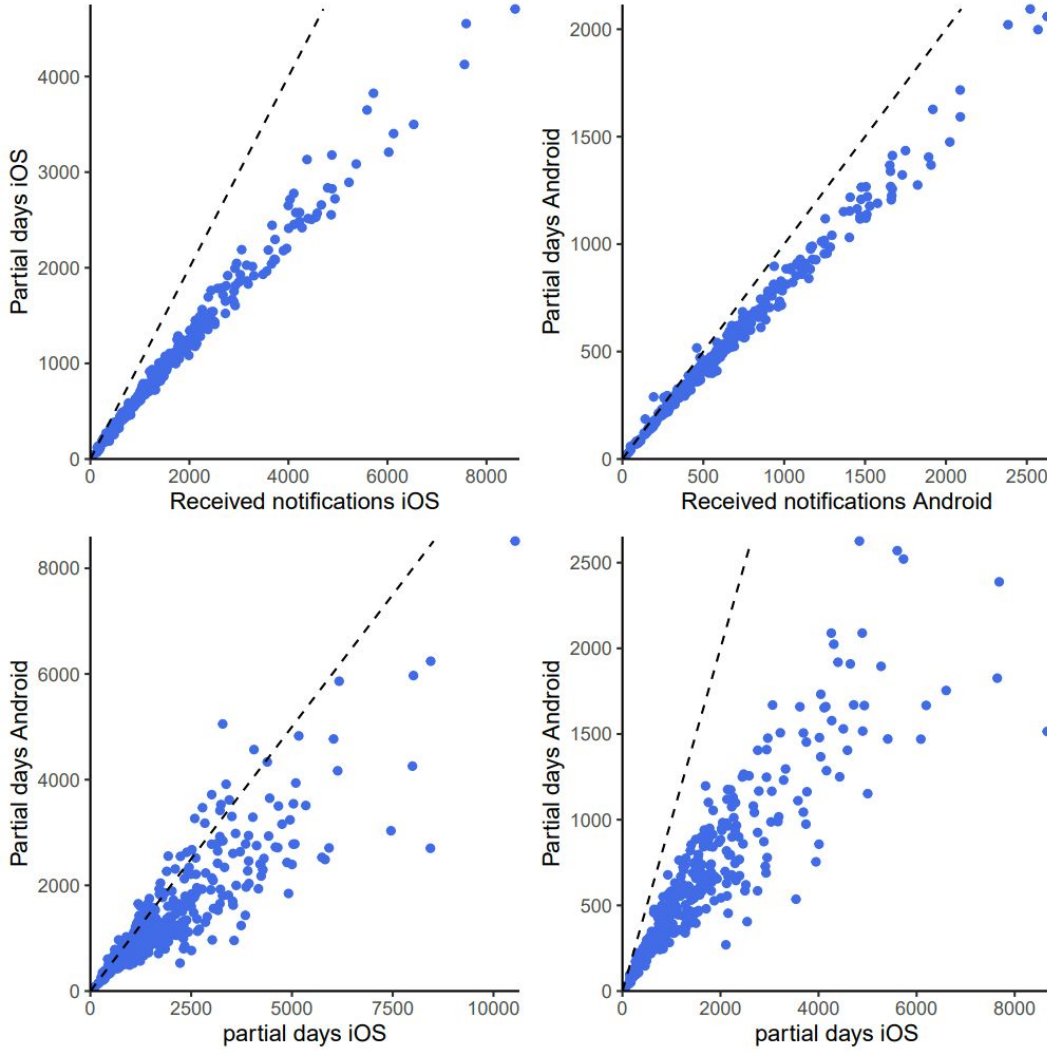 Partial days iOS
4000
3000
2000
1000
0
0 2000 4000 6000 8000
Received notifications iOS
Partial days Android
2000
1500
1000
500
0
0 500 1000 1500 2000 2500
Received notifications Android
Partial days Android
8000
6000
4000
2000
0
0 2500 5000 7500 10000
partial days iOS
Partial days Android
2500
2000
1500
1000
500
0
0 2000 4000 6000 8000
partial days iOS